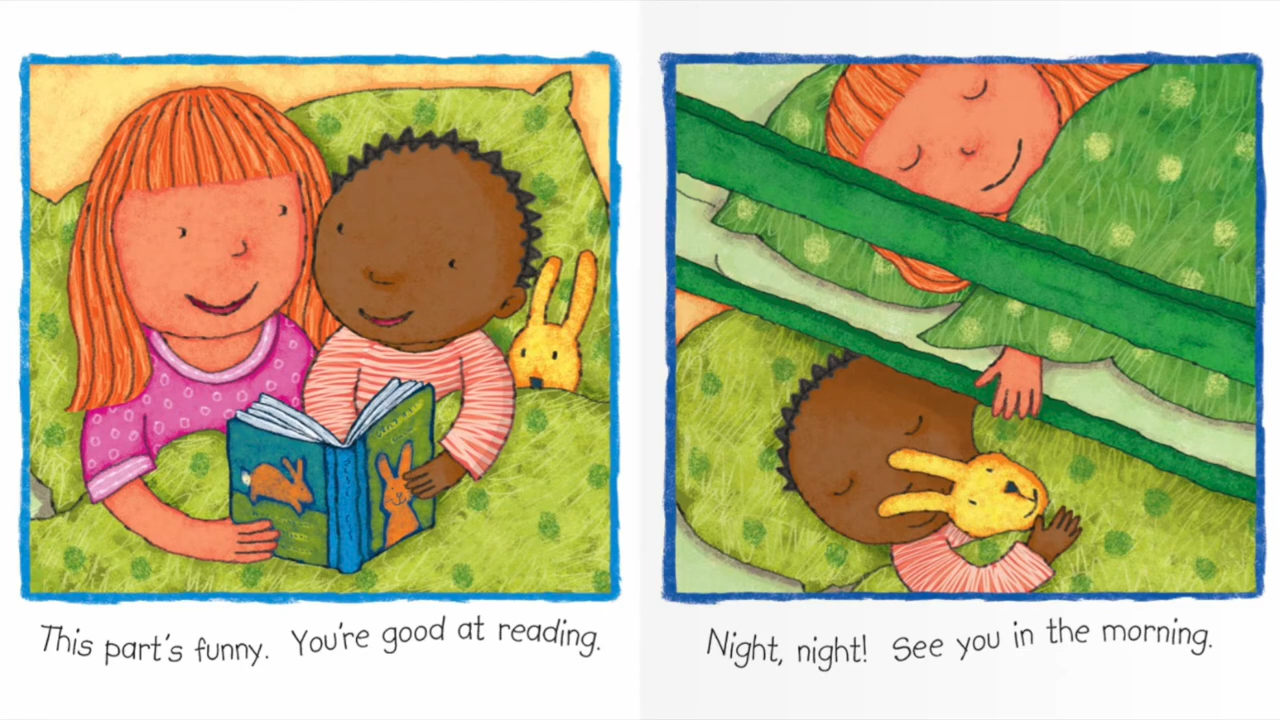 This part's funny. You're good at reading.
Night, night! See you in the morning.